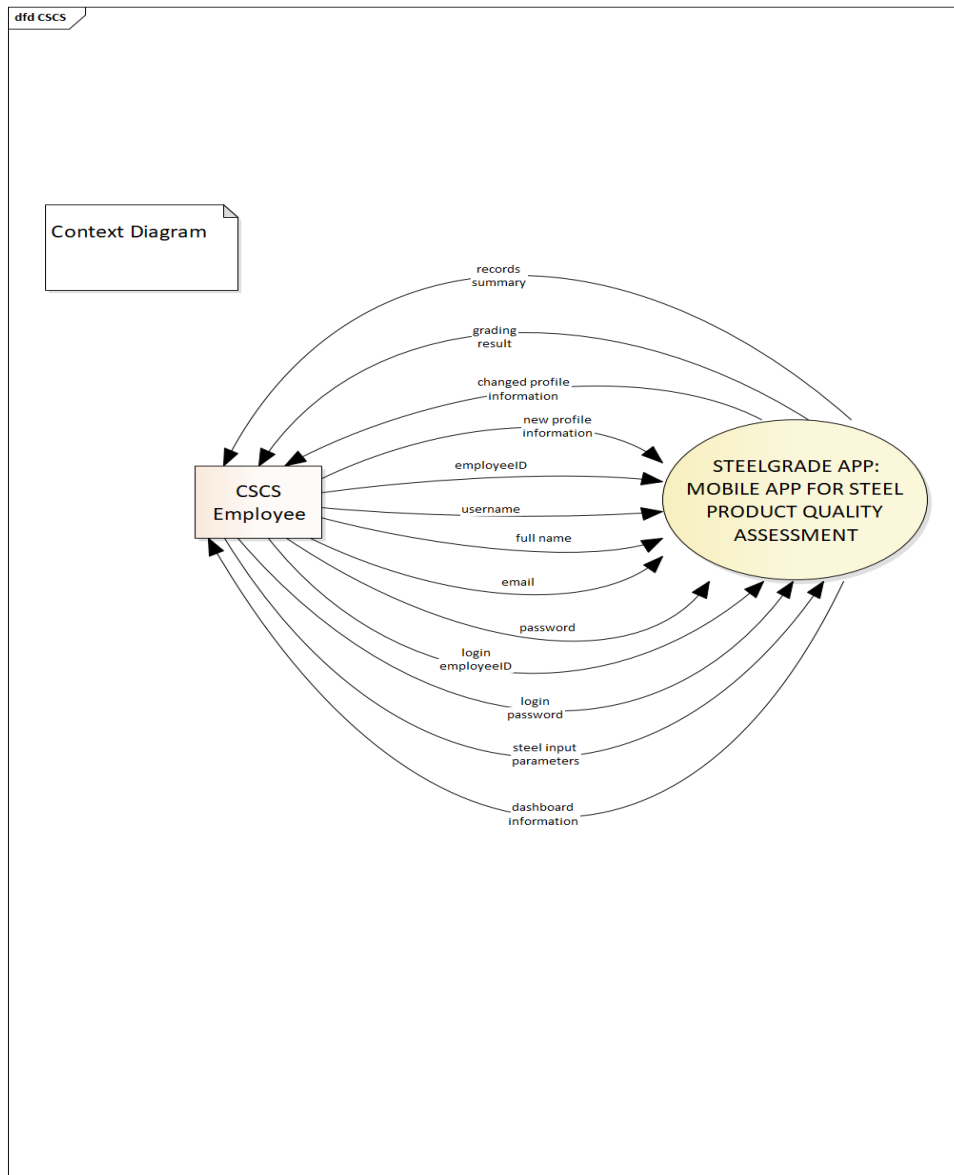 dfd CSCS
Context Diagram
records
summary
grading
result
changed profile
information
new profile
information
employeeID
username
full name
email
password
login
employeeID
login
password
steel input
parameters
dashboard
information
CSCS
Employee
STEELGRADE APP:
MOBILE APP FOR STEEL
PRODUCT QUALITY
ASSESSMENT